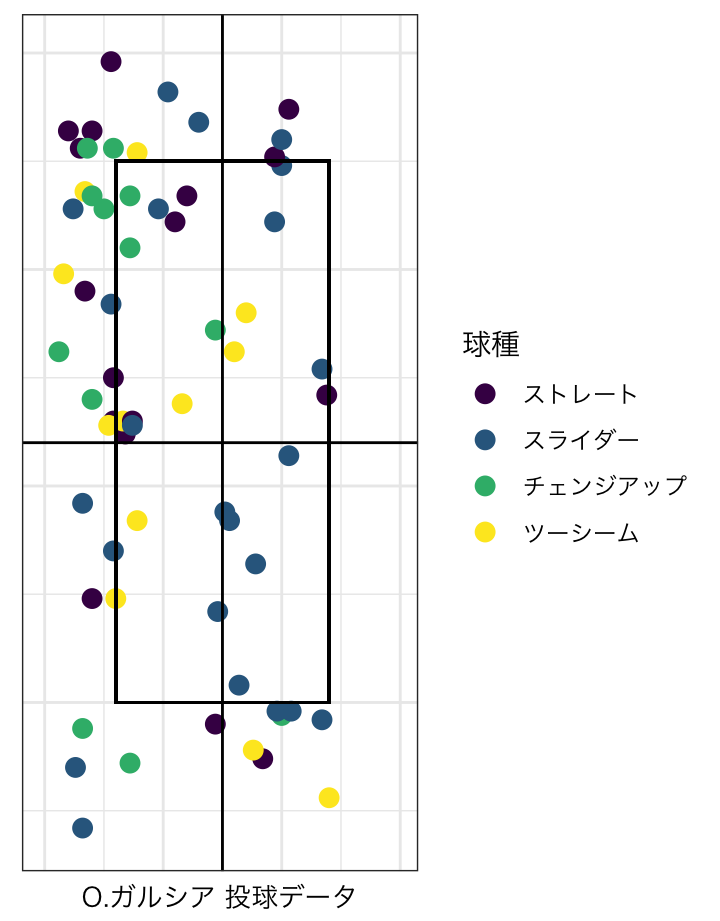 球種
ストレート
スライダー
チェンジアップ
ツーシーム
O.ガルシア 投球データ